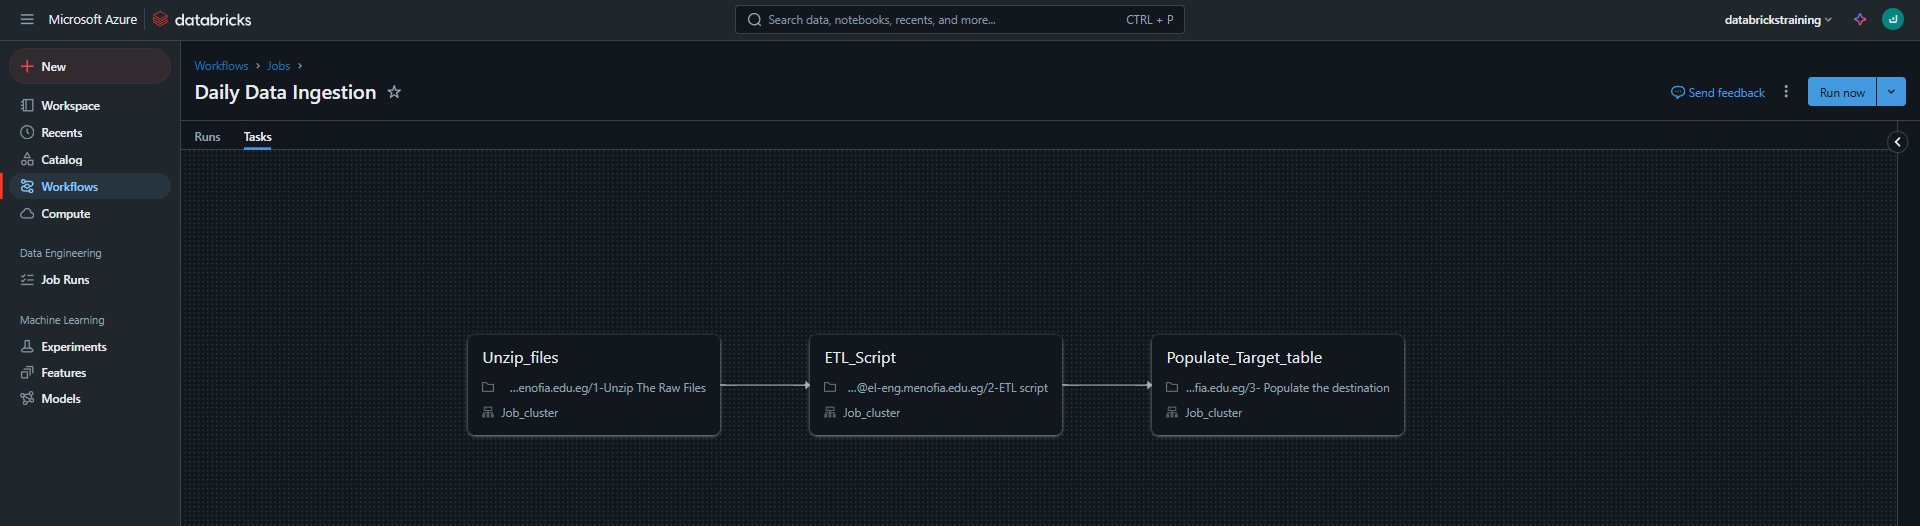 Microsoft Azure databricks
Search data, notebooks, recents, and more... CTRL + P
databrickstraining
New
Workspace
Recents
Catalog
Workflows
Compute
Data Engineering
Job Runs
Machine Learning
Experiments
Features
Models
Workflows > Jobs >
Daily Data Ingestion
Send feedback
Run now
Runs Tasks
Unzip_files
...enofia.edu.eg/1-Unzip The Raw Files
Job_cluster
ETL_Script
...@el-eng.menofia.edu.eg/2-ETL script
Job_cluster
Populate_Target_table
...fia.edu.eg/3- Populate the destination
Job_cluster